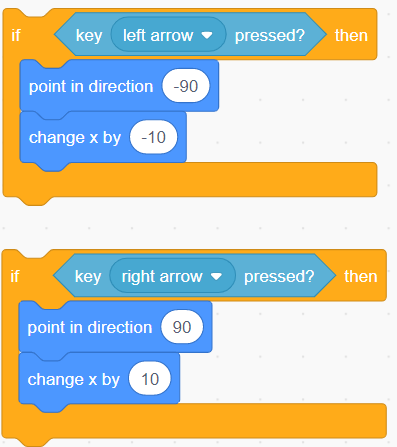 if key left arrow pressed? then
point in direction -90
change x by -10
if key right arrow pressed? then
point in direction 90
change x by 10